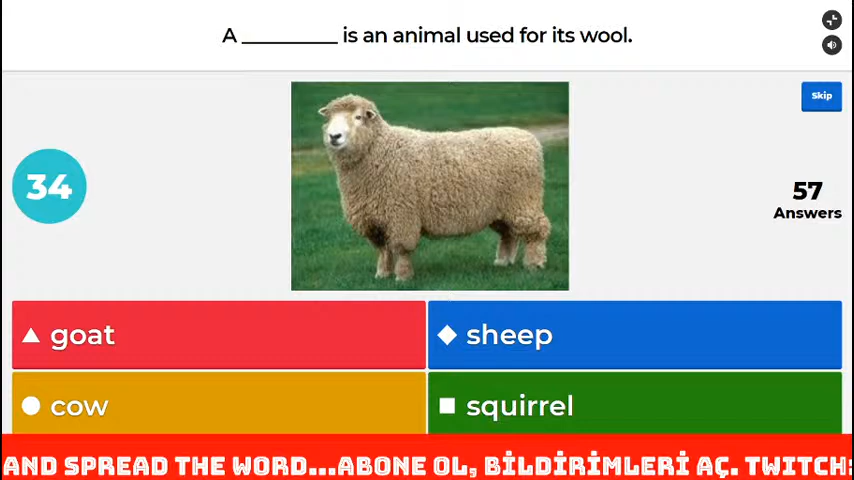 A _________ is an animal used for its wool.
Skip
34
57
Answers
goat
sheep
cow
squirrel
AND SPREAD THE WORD...ABONE OL, BİLDİRİMLERİ AÇ. TWITCH: